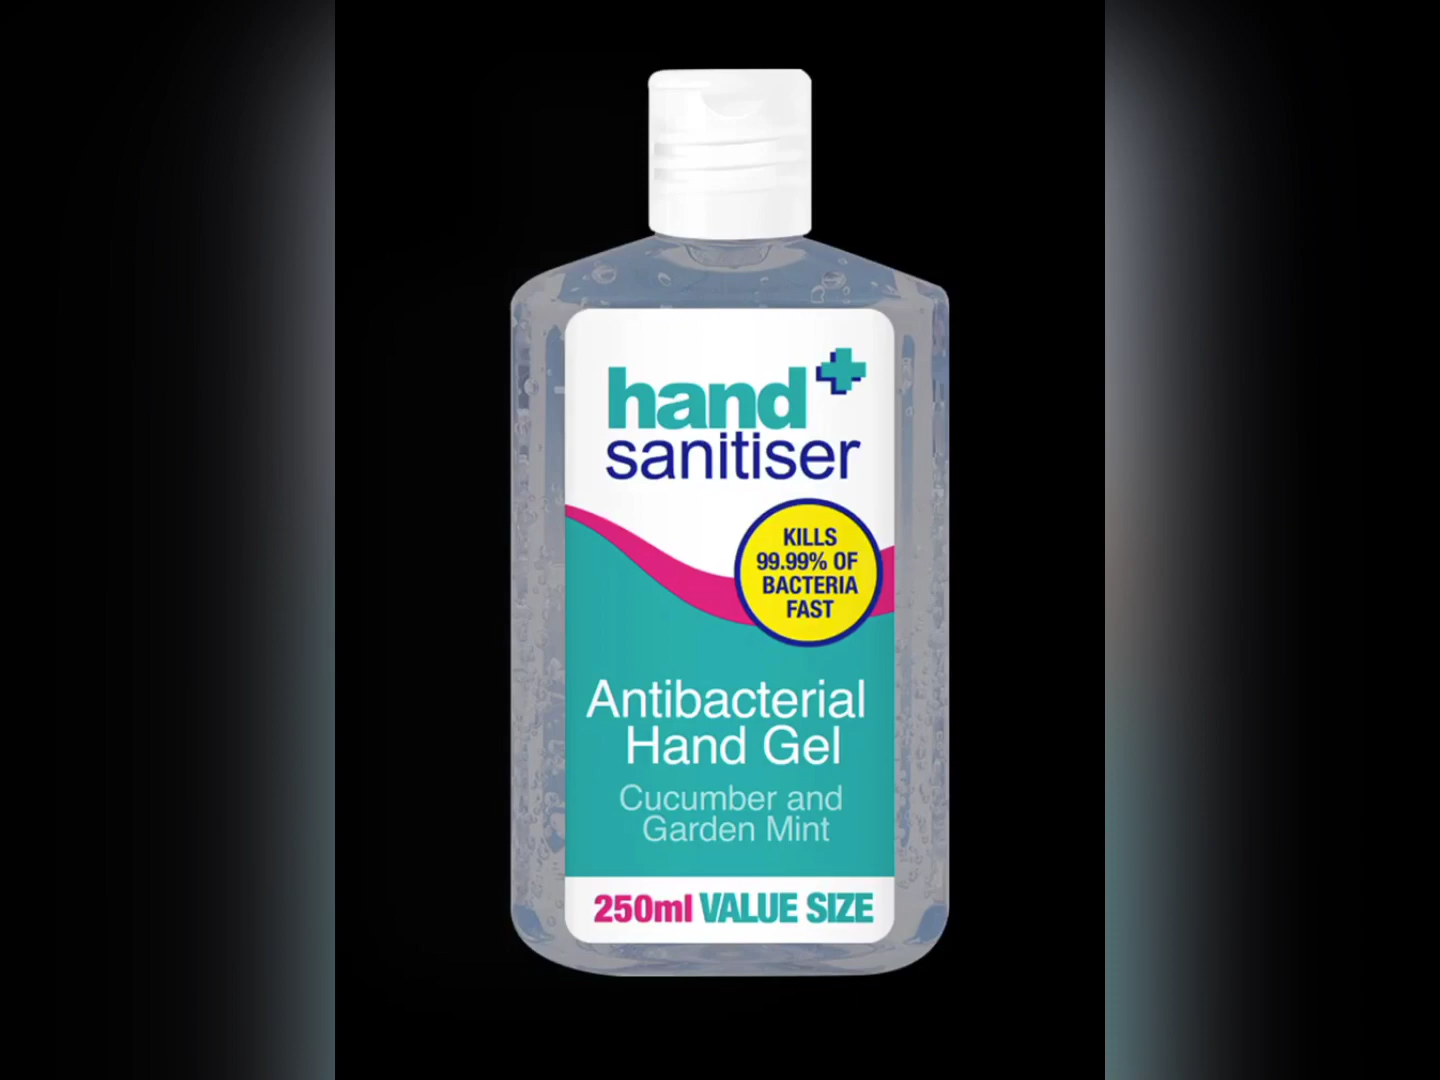 hand
sanitiser
KILLS
99.99% OF
BACTERIA
FAST
Antibacterial
Hand Gel
Cucumber and
Garden Mint
250ml VALUE SIZE